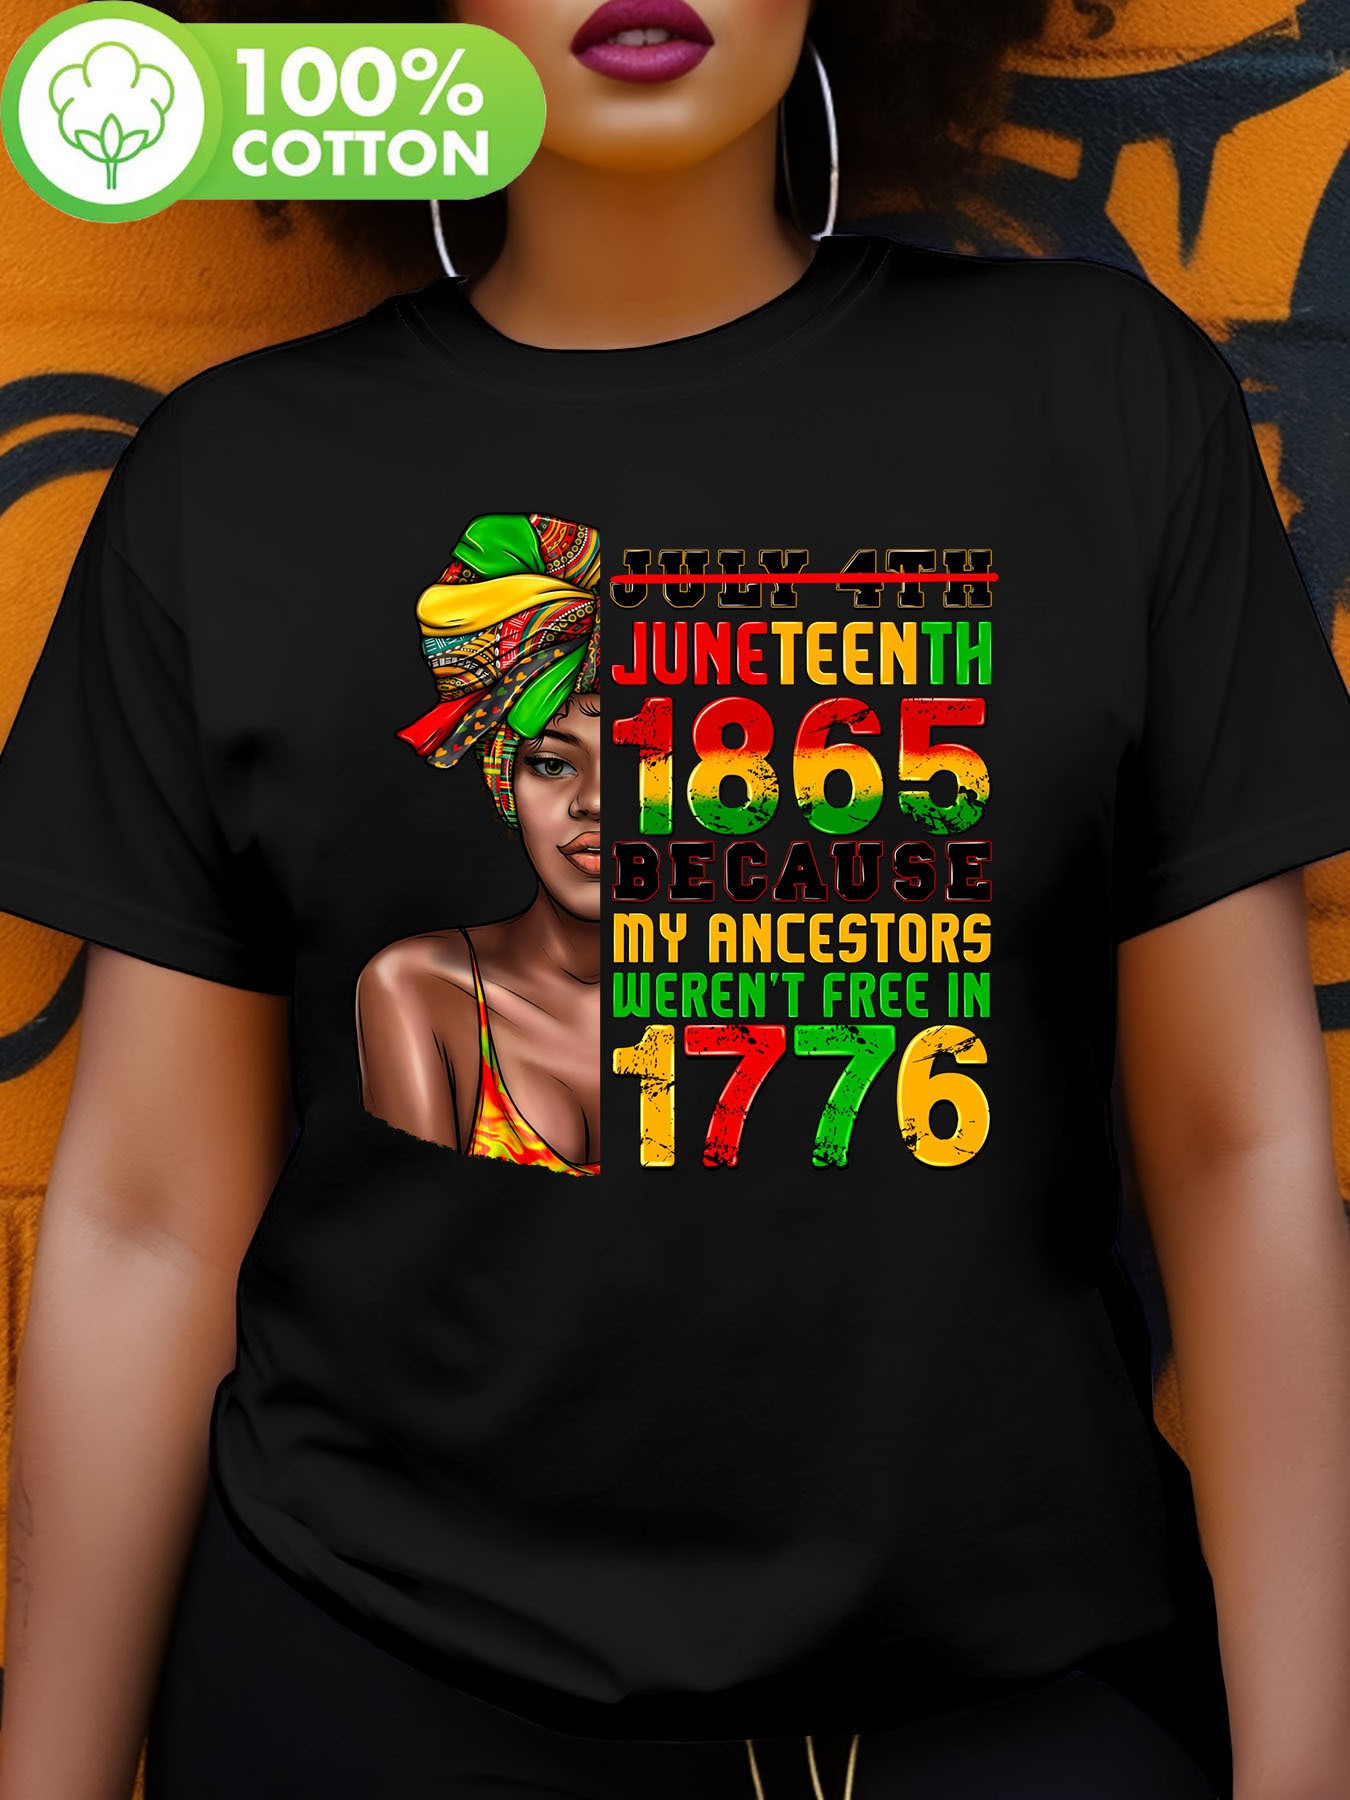 100%
COTTON
JULY 4TH
JUNETEENTH
1865
BECAUSE
MY ANCESTORS
WEREN'T FREE IN
1776